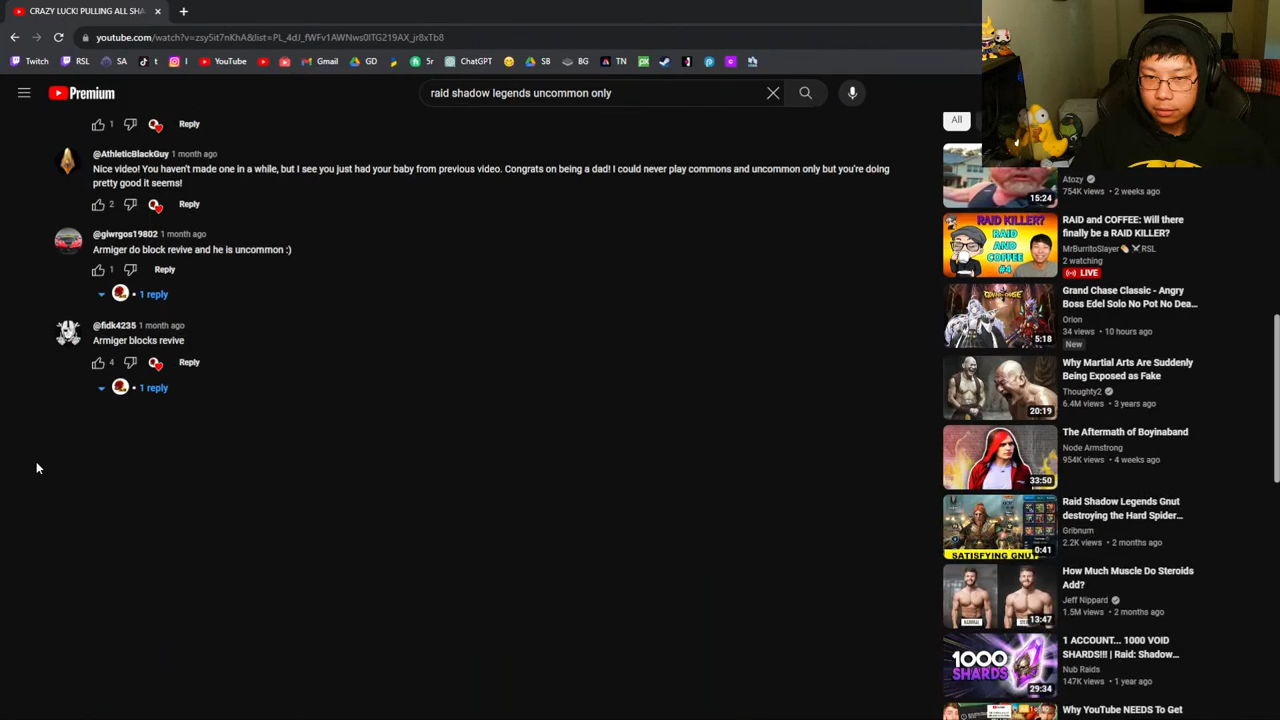 CRAZY LUCK! PULLING ALL SHA
youtube.com/watch?v=zsy5it7nKhA&list=PL_4dJ_fWFv1AWNws0lTG219AX_jr8xTb8
Twitch RSL SA t I YouTube Gmail GD 5r ChatGPT SB BG TN
Premium
raid shadow legends uncommon only
1 Reply
@AthleticBlackGuy 1 month ago
Nice video! You haven't made one in a while, but I see you just had your baby from previous video. Congrats on being a dad! I could never play commons and uncommon only but you're doing
pretty good it seems!
2 Reply
@giwrgos19802 1 month ago
Armiger do block revive and he is uncommon ;)
1 Reply
• 1 reply
@fidk4235 1 month ago
Armiger blocks revive
4 Reply
• 1 reply
All
15:24
Atozy
754K views • 2 weeks ago
RAID KILLER?
RAID
AND
COFFEE
#4
RAID and COFFEE: Will there
finally be a RAID KILLER?
MrBurritoSlayer RSL
2 watching
LIVE
5:18
Grand Chase Classic - Angry
Boss Edel Solo No Pot No Dea...
Orion
34 views • 10 hours ago
New
20:19
Why Martial Arts Are Suddenly
Being Exposed as Fake
Thoughty2
6.4M views • 3 years ago
33:50
The Aftermath of Boyinaband
Node Armstrong
954K views • 4 weeks ago
0:41
SATISFYING GNUT
Raid Shadow Legends Gnut
destroying the Hard Spider...
Gribnum
2.2K views • 2 months ago
13:47
How Much Muscle Do Steroids
Add?
Jeff Nippard
1.5M views • 2 months ago
1000
SHARDS
29:34
1 ACCOUNT... 1000 VOID
SHARDS!!! | Raid: Shadow...
Nub Raids
147K views • 1 year ago
Why YouTube NEEDS To Get